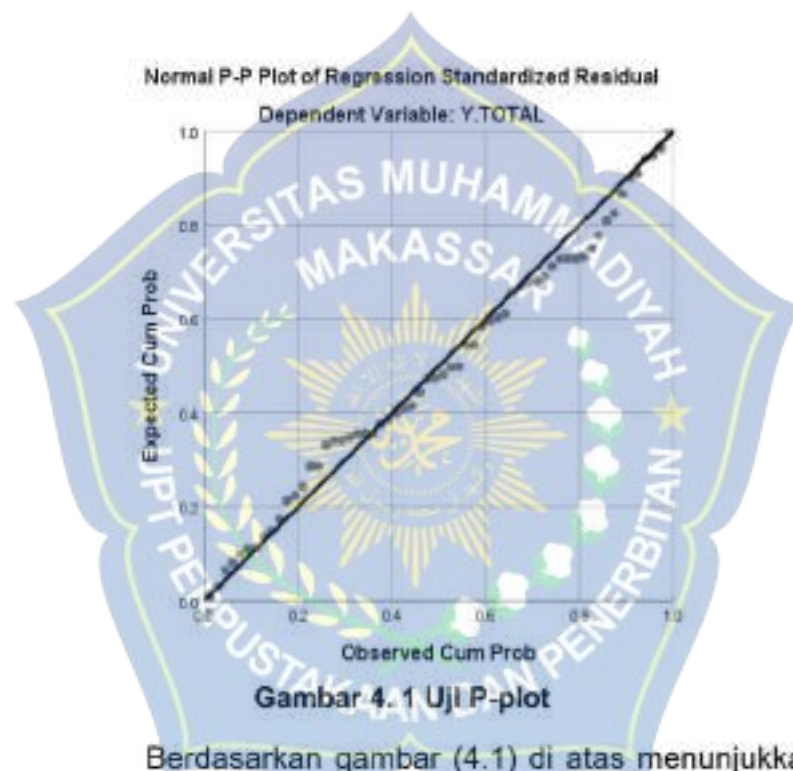 Normal P-P Plot of Regression Standardized Residual
Dependent Variable: Y.TOTAL
1.0
0.8
0.6
0.4
0.2
0.0
Expected Cum Prob
0.0 0.2 0.4 0.6 0.8 1.0
Observed Cum Prob
UNIVERSITAS MUHAMMADIYAH
MAKASSAR
UPT PERPUSTAKAAN DAN PENERBITAN
Gambar 4. 1 Uji P-plot
Berdasarkan gambar (4.1) di atas